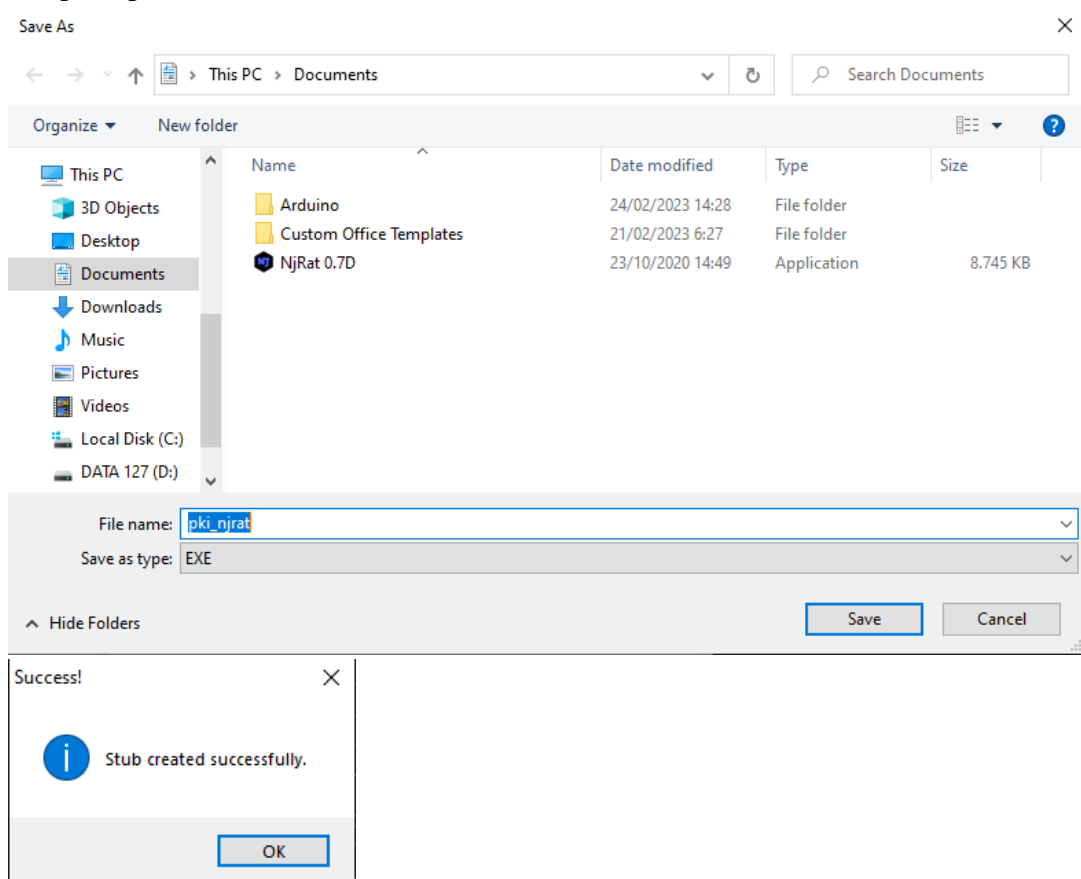 Save As
This PC > Documents
Search Documents
Organize
New folder
This PC
3D Objects
Desktop
Documents
Downloads
Music
Pictures
Videos
Local Disk (C:)
DATA 127 (D:)
Name Date modified Type Size
Arduino 24/02/2023 14:28 File folder
Custom Office Templates 21/02/2023 6:27 File folder
NjRat 0.7D 23/10/2020 14:49 Application 8.745 KB
File name: pki_njrat
Save as type: EXE
Hide Folders
Save
Cancel
Success!
Stub created successfully.
OK